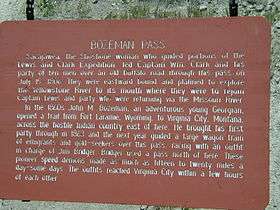 BOZEMAN PASS
Sacajawea, the Shoshone woman who guided portions of the
Lewis and Clark Expedition, led Captain Wm. Clark and his
party of ten men over an old buffalo road through this pass on
July 15, 1806. They were eastward bound and planned to explore
the Yellowstone River to its mouth where they were to rejoin
Captain Lewis and party who were returning via the Missouri River.
In the 1860s John M. Bozeman, an adventurous young Georgian,
opened a trail from Fort Laramie, Wyoming, to Virginia City, Montana,
across the hostile Indian country east of here. He brought his first
party through in 1863 and the next year guided a large wagon train
of emigrants and gold-seekers over this pass, racing with an outfit
in charge of Jim Bridger. Bridger used a pass north of here. These
pioneer speed demons made as much as fifteen to twenty miles a
day-some days. The outfits reached Virginia City within a few hours
of each other.